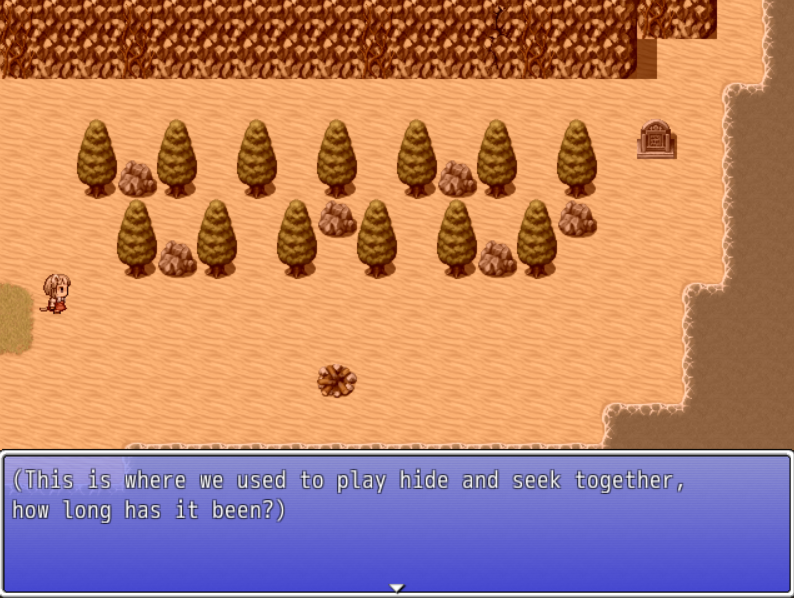 (This is where we used to play hide and seek together,
how long has it been?)